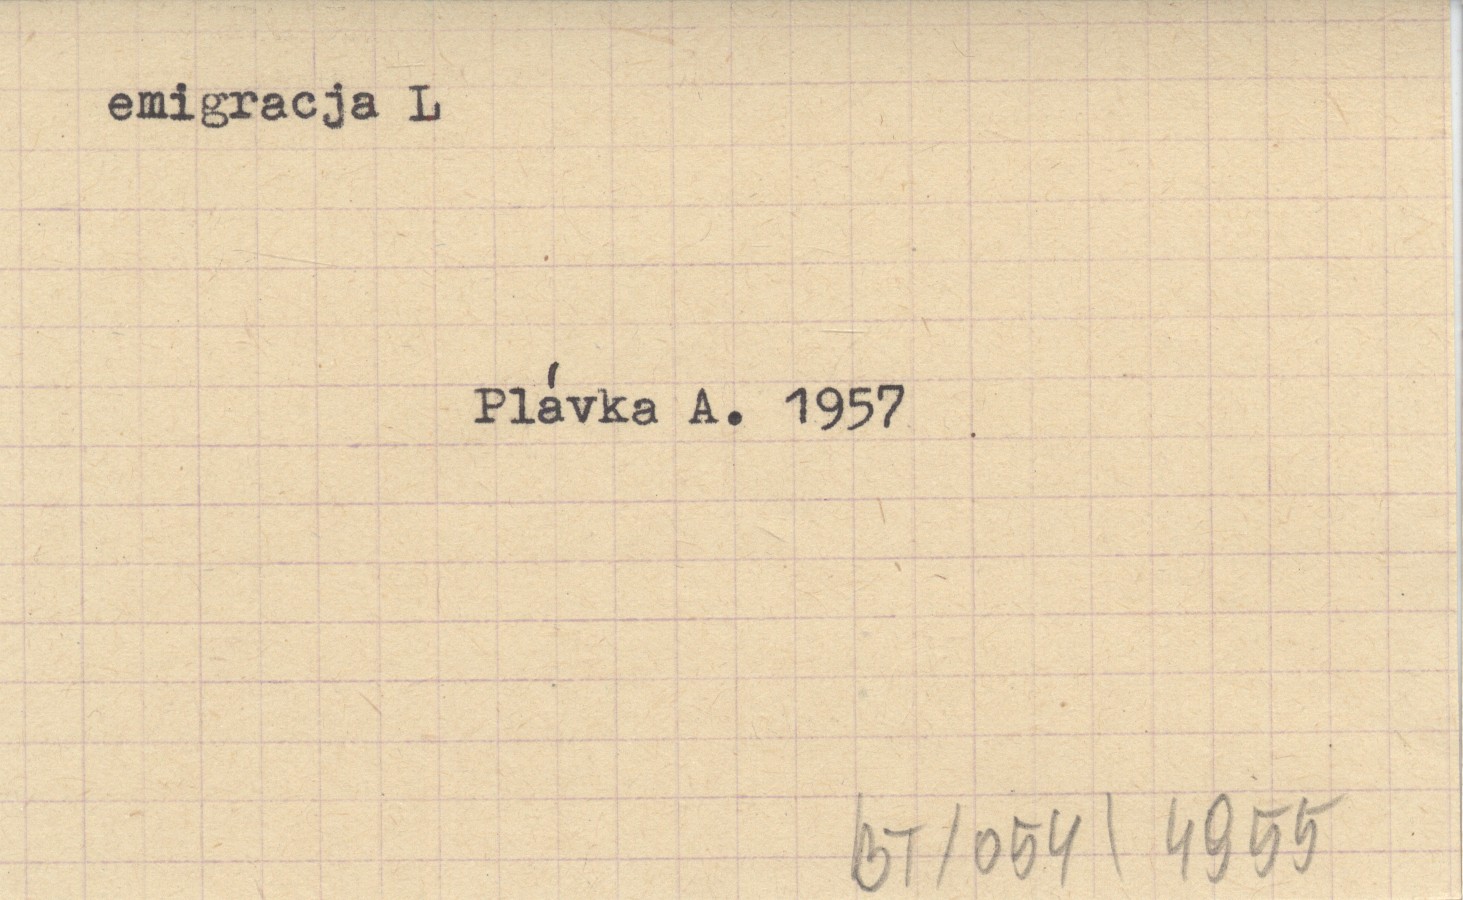 emigracja L
Plávka A. 1957
BT/054\ 4955